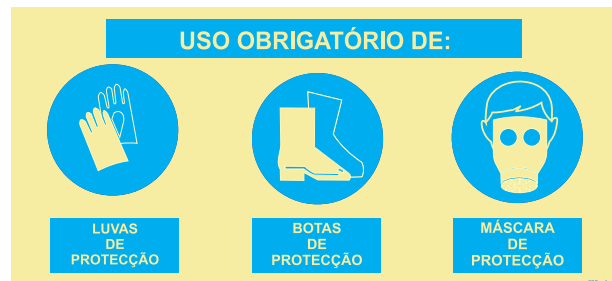 USO OBRIGATÓRIO DE:
LUVAS
DE
PROTECÇÃO
BOTAS
DE
PROTECÇÃO
MÁSCARA
DE
PROTECÇÃO